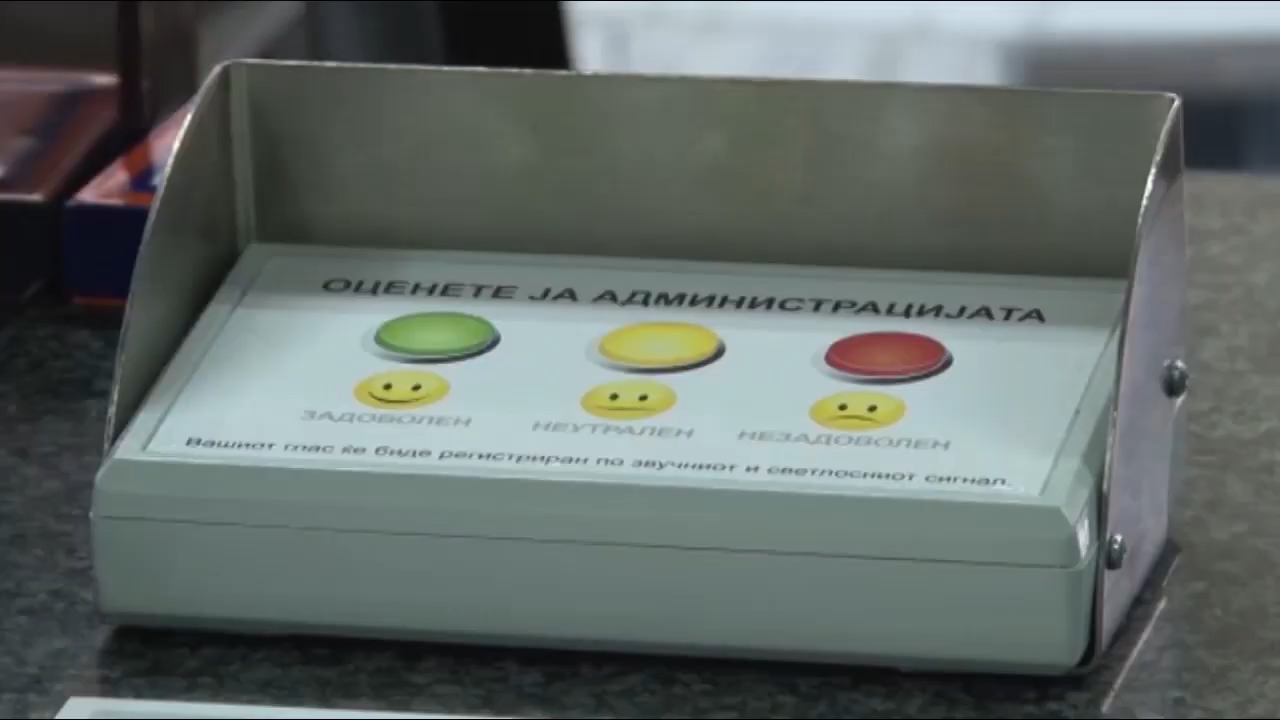 ОЦЕНЕТЕ ЈА АДМИНИСТРАЦИЈАТА
ЗАДОВОЛЕН НЕУТРАЛЕН НЕЗАДОВОЛЕН
Вашиот глас ќе биде регистриран по звучниот и светлосниот сигнал.